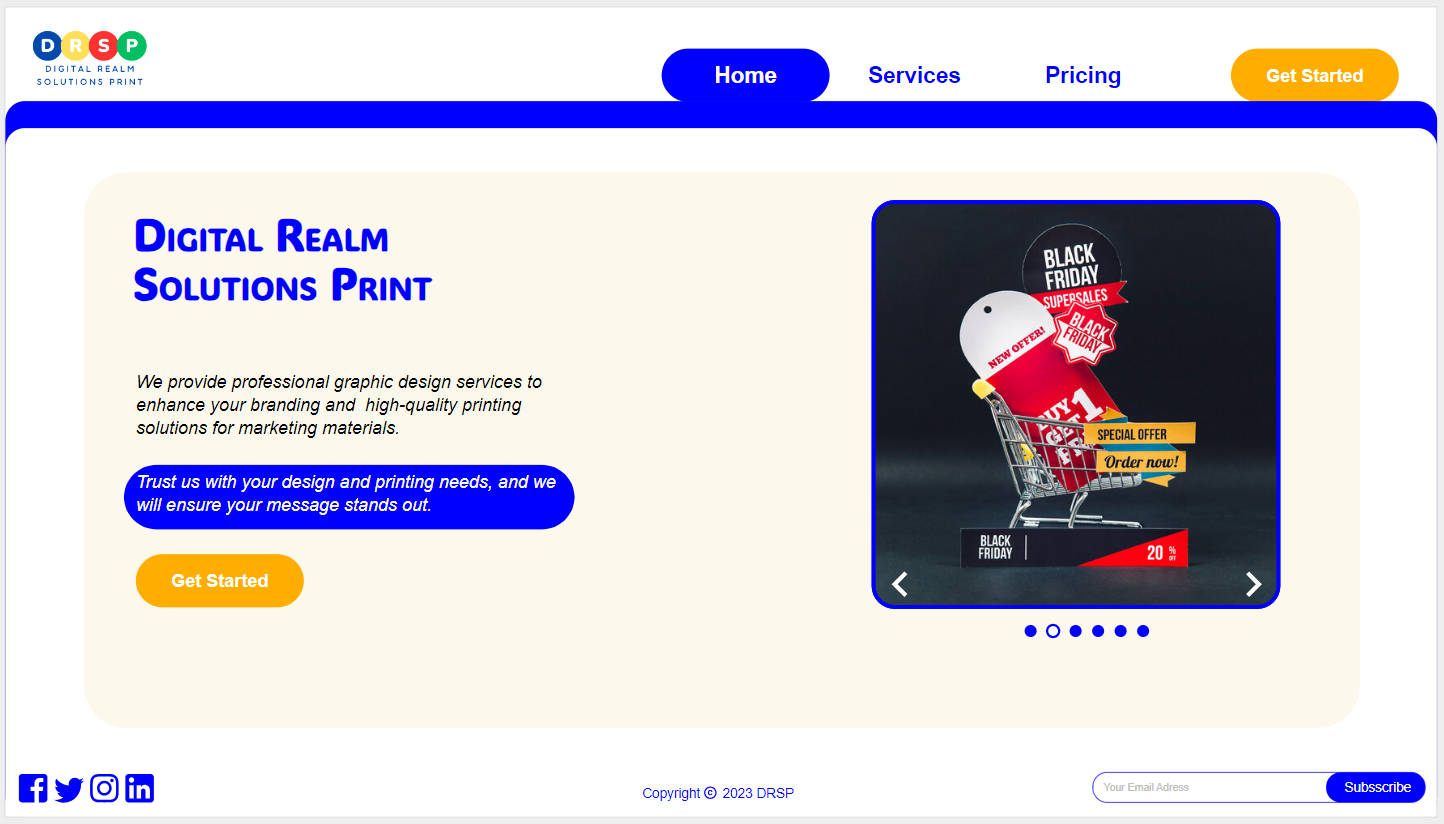 D R S P
DIGITAL REALM
SOLUTIONS PRINT
Home
Services
Pricing
Get Started
Digital Realm
Solutions Print
We provide professional graphic design services to
enhance your branding and high-quality printing
solutions for marketing materials.
Trust us with your design and printing needs, and we
will ensure your message stands out.
Get Started
BLACK
FRIDAY
SUPERSALES
BLACK
FRIDAY
NEW OFFER!
BUY 1
GET
SPECIAL OFFER
Order now!
BLACK
FRIDAY
20 %
OFF
Copyright © 2023 DRSP
Your Email Adress
Subsscribe